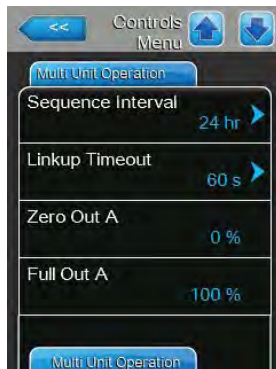 <<
Controls
Menu
Multi Unit Operation
Sequence Interval
24 hr
Linkup Timeout
60 s
Zero Out A
0 %
Full Out A
100 %
Multi Unit Operation